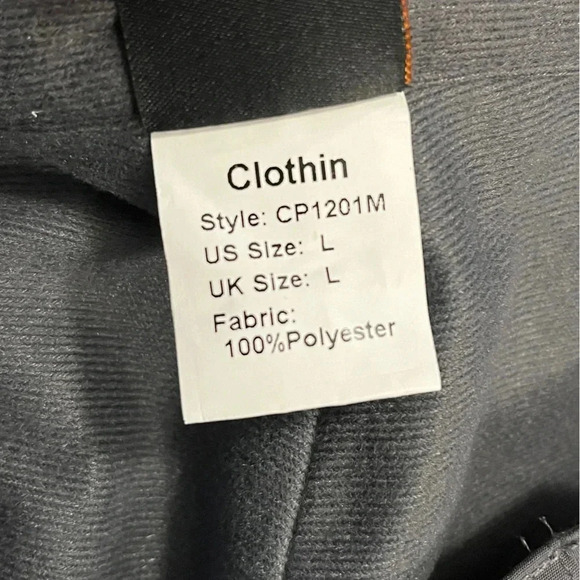 Clothin
Style: CP1201M
US Size: L
UK Size: L
Fabric:
100%Polyester